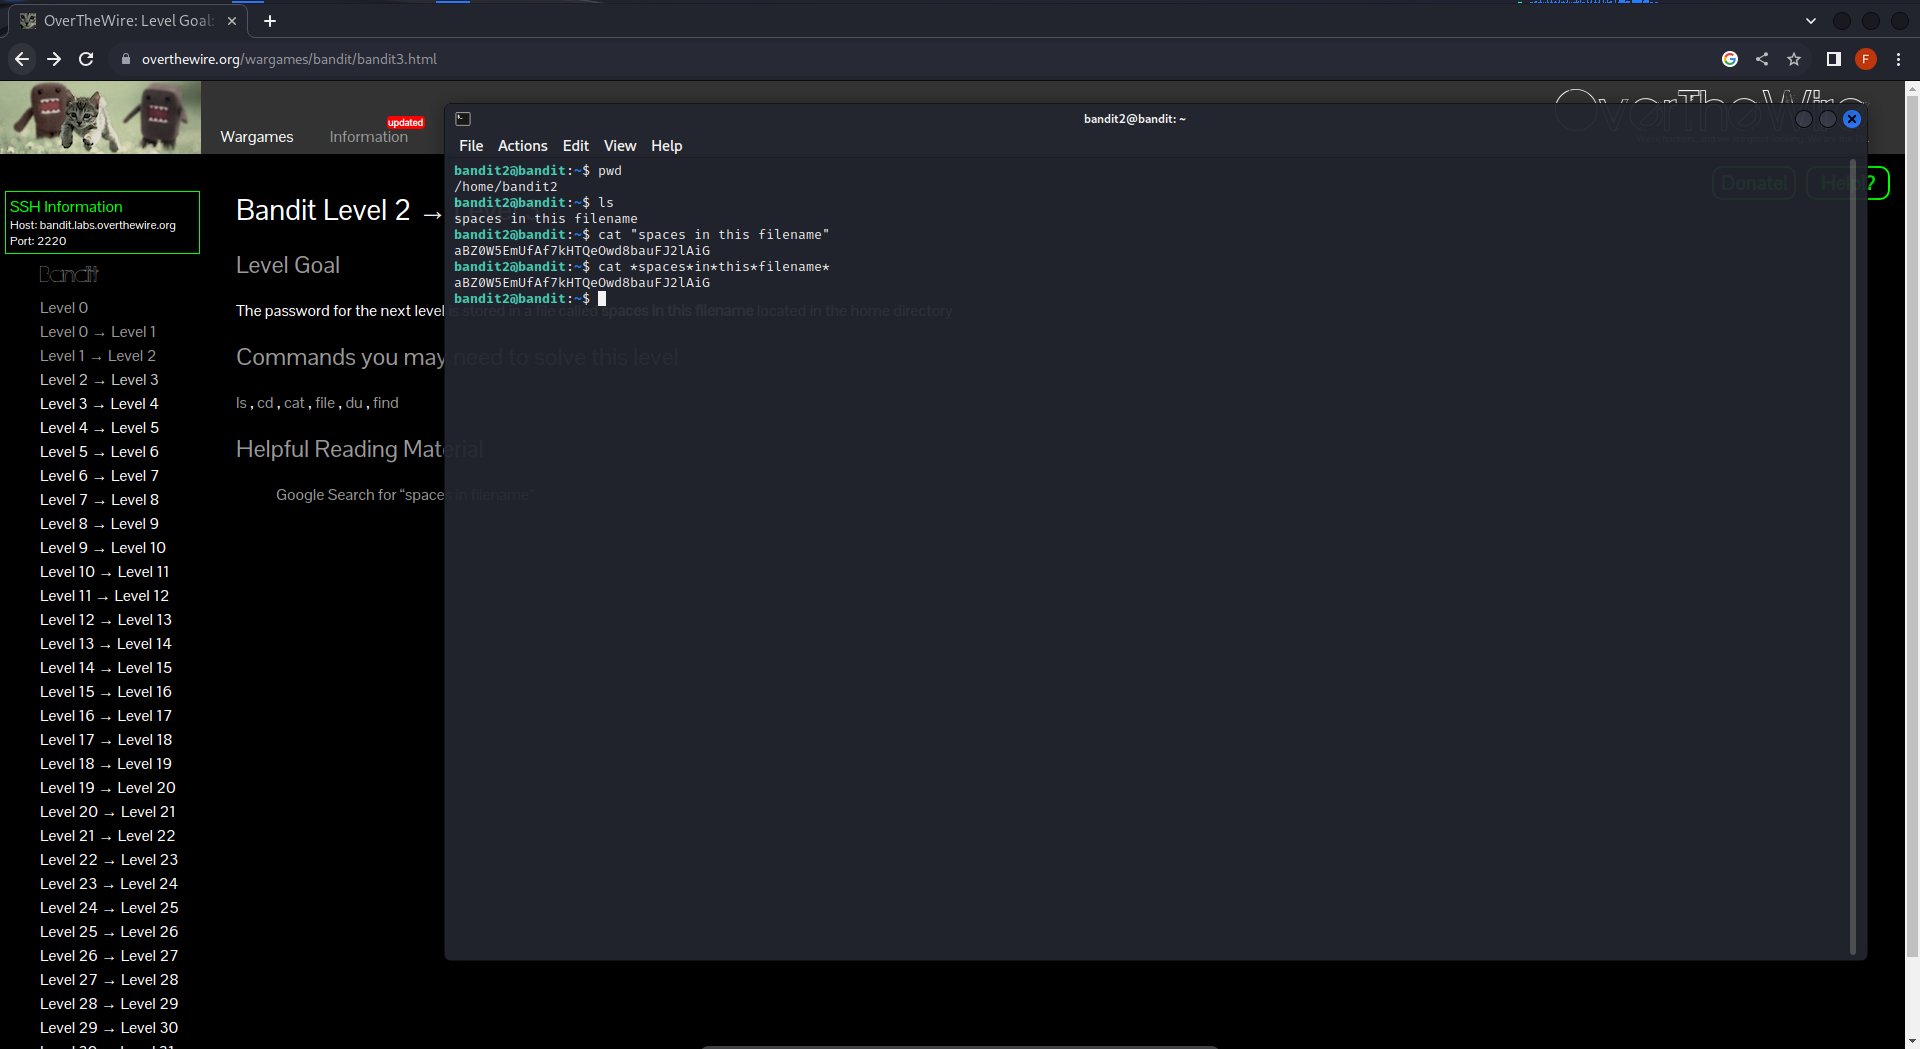 OverTheWire: Level Goal:
overthewire.org/wargames/bandit/bandit3.html
F
OverTheWire
Wargames
Information
updated
Donate!
Help!?
SSH Information
Host: bandit.labs.overthewire.org
Port: 2220
Bandit
Level 0
Level 0 → Level 1
Level 1 → Level 2
Level 2 → Level 3
Level 3 → Level 4
Level 4 → Level 5
Level 5 → Level 6
Level 6 → Level 7
Level 7 → Level 8
Level 8 → Level 9
Level 9 → Level 10
Level 10 → Level 11
Level 11 → Level 12
Level 12 → Level 13
Level 13 → Level 14
Level 14 → Level 15
Level 15 → Level 16
Level 16 → Level 17
Level 17 → Level 18
Level 18 → Level 19
Level 19 → Level 20
Level 20 → Level 21
Level 21 → Level 22
Level 22 → Level 23
Level 23 → Level 24
Level 24 → Level 25
Level 25 → Level 26
Level 26 → Level 27
Level 27 → Level 28
Level 28 → Level 29
Level 29 → Level 30
Bandit Level 2 →
Level Goal
The password for the next level is stored in a file called spaces in this filename located in the home directory
Commands you may need to solve this level
ls , cd , cat , file , du , find
Helpful Reading Material
Google Search for “spaces in filename”
bandit2@bandit: ~
File Actions Edit View Help
bandit2@bandit:~$ pwd
/home/bandit2
bandit2@bandit:~$ ls
spaces in this filename
bandit2@bandit:~$ cat "spaces in this filename"
aBZ0W5EmUfAf7kHTQeOwd8bauFJ2lAiG
bandit2@bandit:~$ cat *spaces*in*this*filename*
aBZ0W5EmUfAf7kHTQeOwd8bauFJ2lAiG
bandit2@bandit:~$